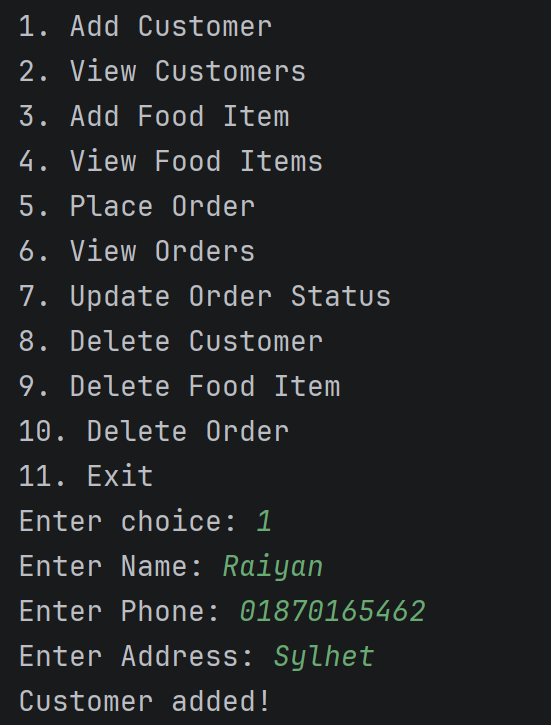 1. Add Customer
2. View Customers
3. Add Food Item
4. View Food Items
5. Place Order
6. View Orders
7. Update Order Status
8. Delete Customer
9. Delete Food Item
10. Delete Order
11. Exit
Enter choice: 1
Enter Name: Raiyan
Enter Phone: 01870165462
Enter Address: Sylhet
Customer added!